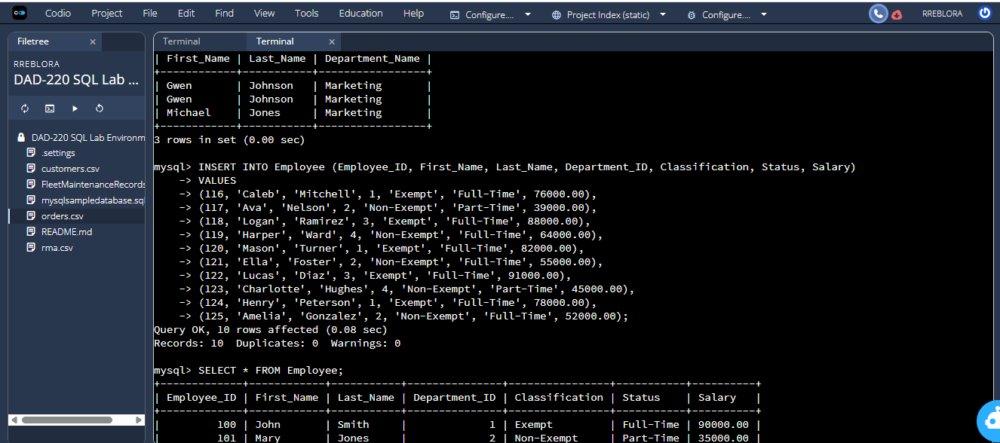 Codio Project File Edit Find View Tools Education Help Configure.... Project Index (static) Configure.... RREBLORA
Filetree
RREBLORA
DAD-220 SQL Lab ...
DAD-220 SQL Lab Environm
.settings
customers.csv
FleetMaintenanceRecords
mysqlsampledatabase.sql
orders.csv
README.md
rma.csv
Terminal Terminal
| First_Name | Last_Name | Department_Name |
+------------+-----------+-----------------+
| Gwen       | Johnson   | Marketing       |
| Gwen       | Johnson   | Marketing       |
| Michael    | Jones     | Marketing       |
+------------+-----------+-----------------+
3 rows in set (0.00 sec)
mysql> INSERT INTO Employee (Employee_ID, First_Name, Last_Name, Department_ID, Classification, Status, Salary)
    -> VALUES
    -> (116, 'Caleb', 'Mitchell', 1, 'Exempt', 'Full-Time', 76000.00),
    -> (117, 'Ava', 'Nelson', 2, 'Non-Exempt', 'Part-Time', 39000.00),
    -> (118, 'Logan', 'Ramirez', 3, 'Exempt', 'Full-Time', 88000.00),
    -> (119, 'Harper', 'Ward', 4, 'Non-Exempt', 'Full-Time', 64000.00),
    -> (120, 'Mason', 'Turner', 1, 'Exempt', 'Full-Time', 82000.00),
    -> (121, 'Ella', 'Foster', 2, 'Non-Exempt', 'Full-Time', 55000.00),
    -> (122, 'Lucas', 'Diaz', 3, 'Exempt', 'Full-Time', 91000.00),
    -> (123, 'Charlotte', 'Hughes', 4, 'Non-Exempt', 'Part-Time', 45000.00),
    -> (124, 'Henry', 'Peterson', 1, 'Exempt', 'Full-Time', 78000.00),
    -> (125, 'Amelia', 'Gonzalez', 2, 'Non-Exempt', 'Full-Time', 52000.00);
Query OK, 10 rows affected (0.08 sec)
Records: 10  Duplicates: 0  Warnings: 0
mysql> SELECT * FROM Employee;
+-------------+------------+-----------+---------------+----------------+-----------+----------+
| Employee_ID | First_Name | Last_Name | Department_ID | Classification | Status    | Salary   |
+-------------+------------+-----------+---------------+----------------+-----------+----------+
|         100 | John       | Smith     |             1 | Exempt         | Full-Time | 90000.00 |
|         101 | Mary       | Jones     |             2 | Non-Exempt     | Part-Time | 35000.00 |